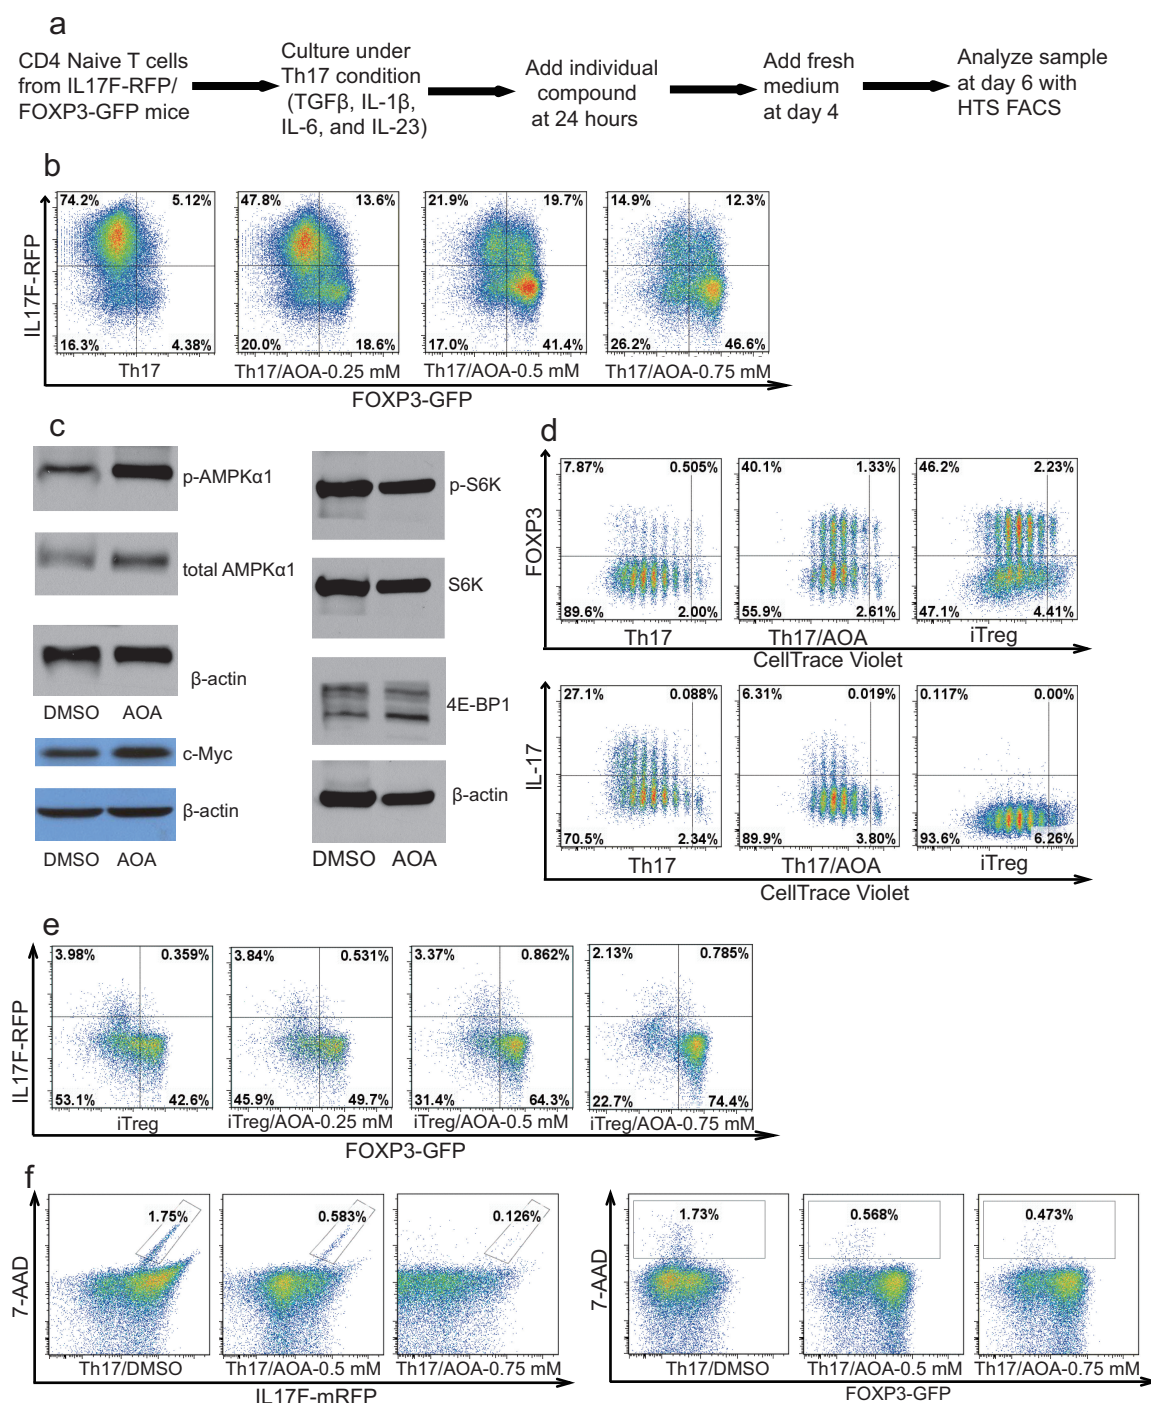 a
CD4 Naive T cells
from IL17F-RFP/
FOXP3-GFP mice
Culture under
Th17 condition
(TGFβ, IL-1β,
IL-6, and IL-23)
Add individual
compound
at 24 hours
Add fresh
medium
at day 4
Analyze sample
at day 6 with
HTS FACS
b
IL17F-RFP
74.2% 5.12%
16.3% 4.38%
Th17
47.8% 13.6%
20.0% 18.6%
Th17/AOA-0.25 mM
21.9% 19.7%
17.0% 41.4%
Th17/AOA-0.5 mM
14.9% 12.3%
26.2% 46.6%
Th17/AOA-0.75 mM
FOXP3-GFP
c
p-AMPKα1
total AMPKα1
β-actin
DMSO AOA
c-Myc
β-actin
DMSO AOA
p-S6K
S6K
4E-BP1
β-actin
DMSO AOA
d
FOXP3
7.87% 0.505%
89.6% 2.00%
Th17
40.1% 1.33%
55.9% 2.61%
Th17/AOA
46.2% 2.23%
47.1% 4.41%
iTreg
CellTrace Violet
IL-17
27.1% 0.088%
70.5% 2.34%
Th17
6.31% 0.019%
89.9% 3.80%
Th17/AOA
0.117% 0.00%
93.6% 6.26%
iTreg
CellTrace Violet
e
IL17F-RFP
3.98% 0.359%
53.1% 42.6%
iTreg
3.84% 0.531%
45.9% 49.7%
iTreg/AOA-0.25 mM
3.37% 0.862%
31.4% 64.3%
iTreg/AOA-0.5 mM
2.13% 0.785%
22.7% 74.4%
iTreg/AOA-0.75 mM
FOXP3-GFP
f
7-AAD
1.75%
Th17/DMSO
0.583%
Th17/AOA-0.5 mM
0.126%
Th17/AOA-0.75 mM
IL17F-mRFP
7-AAD
1.73%
Th17/DMSO
0.568%
Th17/AOA-0.5 mM
0.473%
Th17/AOA-0.75 mM
FOXP3-GFP